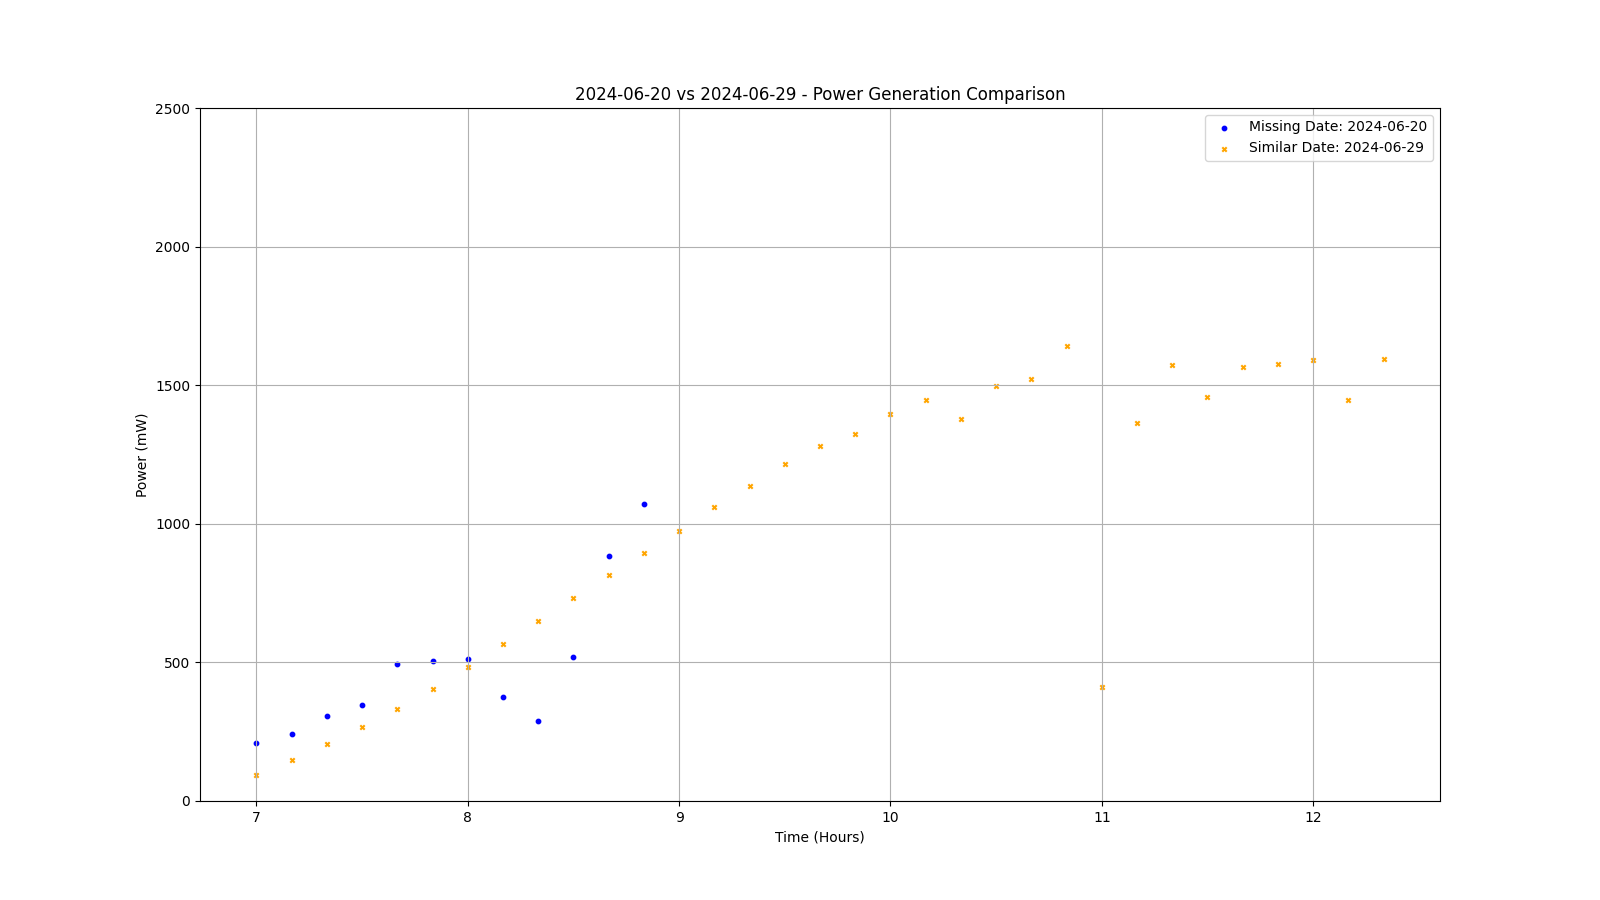 2024-06-20 vs 2024-06-29 - Power Generation Comparison
Missing Date: 2024-06-20
Similar Date: 2024-06-29
2500
2000
1500
1000
500
0
Power (mW)
7 8 9 10 11 12
Time (Hours)